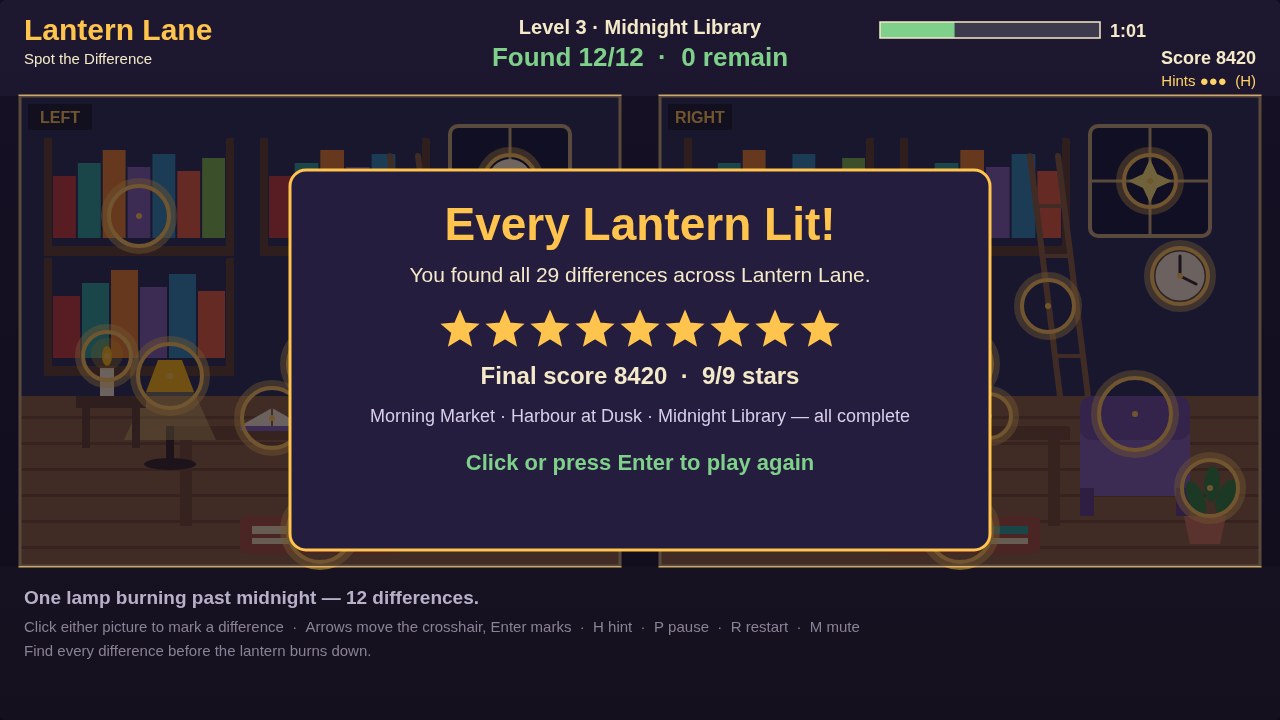 Lantern Lane
Spot the Difference
Level 3 · Midnight Library
Found 12/12 · 0 remain
1:01
Score 8420
Hints ●●● (H)
LEFT
RIGHT
Every Lantern Lit!
You found all 29 differences across Lantern Lane.
Final score 8420 · 9/9 stars
Morning Market · Harbour at Dusk · Midnight Library — all complete
Click or press Enter to play again
One lamp burning past midnight — 12 differences.
Click either picture to mark a difference · Arrows move the crosshair, Enter marks · H hint · P pause · R restart · M mute
Find every difference before the lantern burns down.